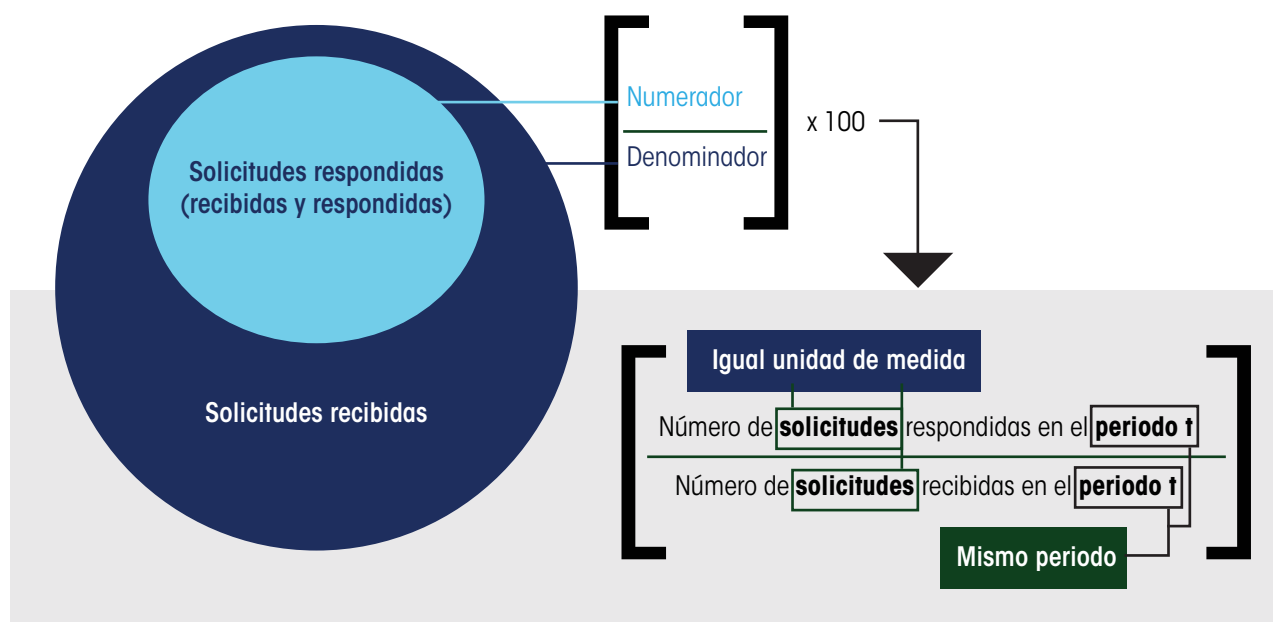 Solicitudes respondidas
(recibidas y respondidas)
Solicitudes recibidas
Numerador
Denominador
x 100
Igual unidad de medida
Número de solicitudes respondidas en el periodo t
Número de solicitudes recibidas en el periodo t
Mismo periodo